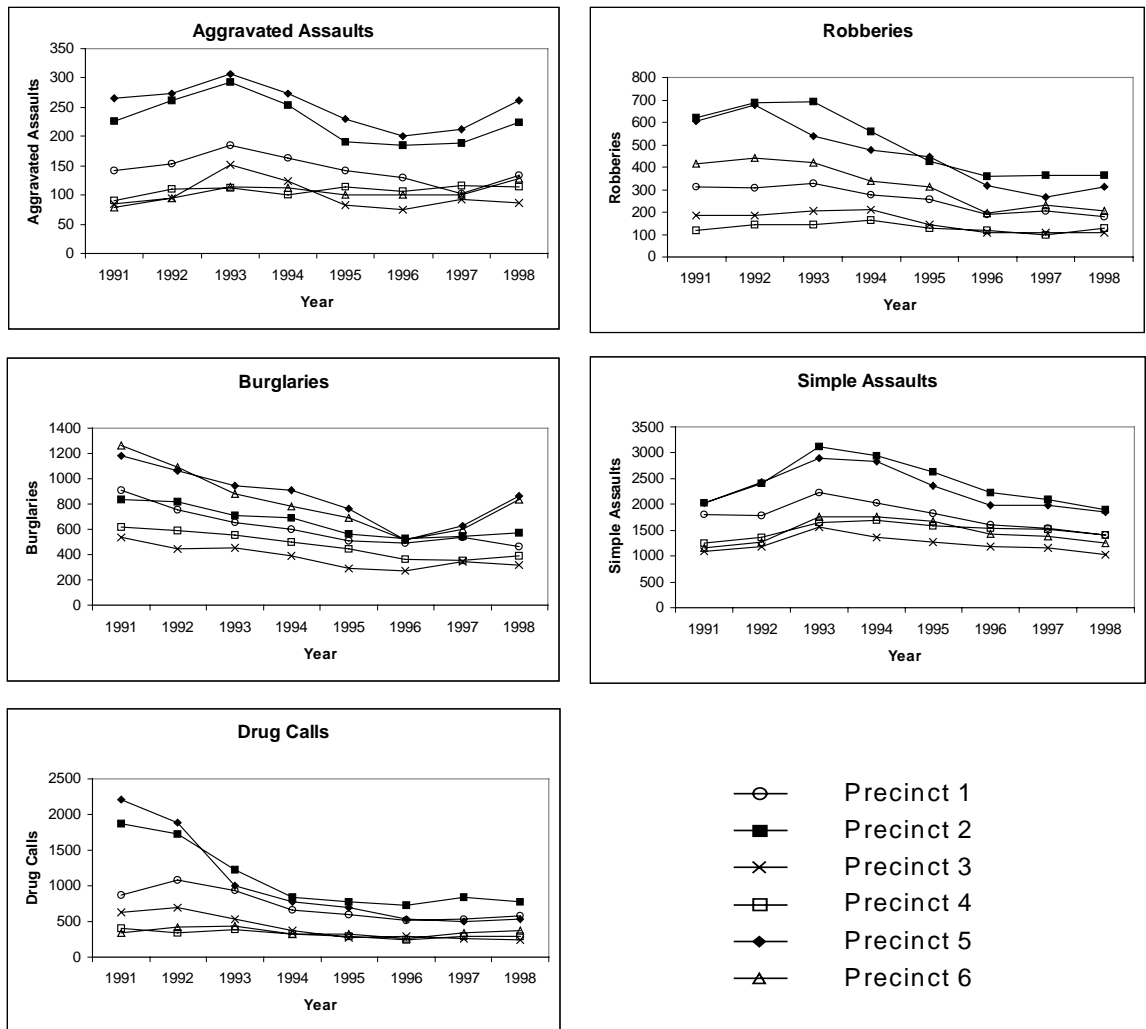 Aggravated Assaults
350
300
250
200
150
100
50
0
Aggravated Assaults
1991 1992 1993 1994 1995 1996 1997 1998
Year
Robberies
800
700
600
500
400
300
200
100
0
Robberies
1991 1992 1993 1994 1995 1996 1997 1998
Year
Burglaries
1400
1200
1000
800
600
400
200
0
Burglaries
1991 1992 1993 1994 1995 1996 1997 1998
Year
Simple Assaults
3500
3000
2500
2000
1500
1000
500
0
Simple Assaults
1991 1992 1993 1994 1995 1996 1997 1998
Year
Drug Calls
2500
2000
1500
1000
500
0
Drug Calls
1991 1992 1993 1994 1995 1996 1997 1998
Year
Precinct 1
Precinct 2
Precinct 3
Precinct 4
Precinct 5
Precinct 6